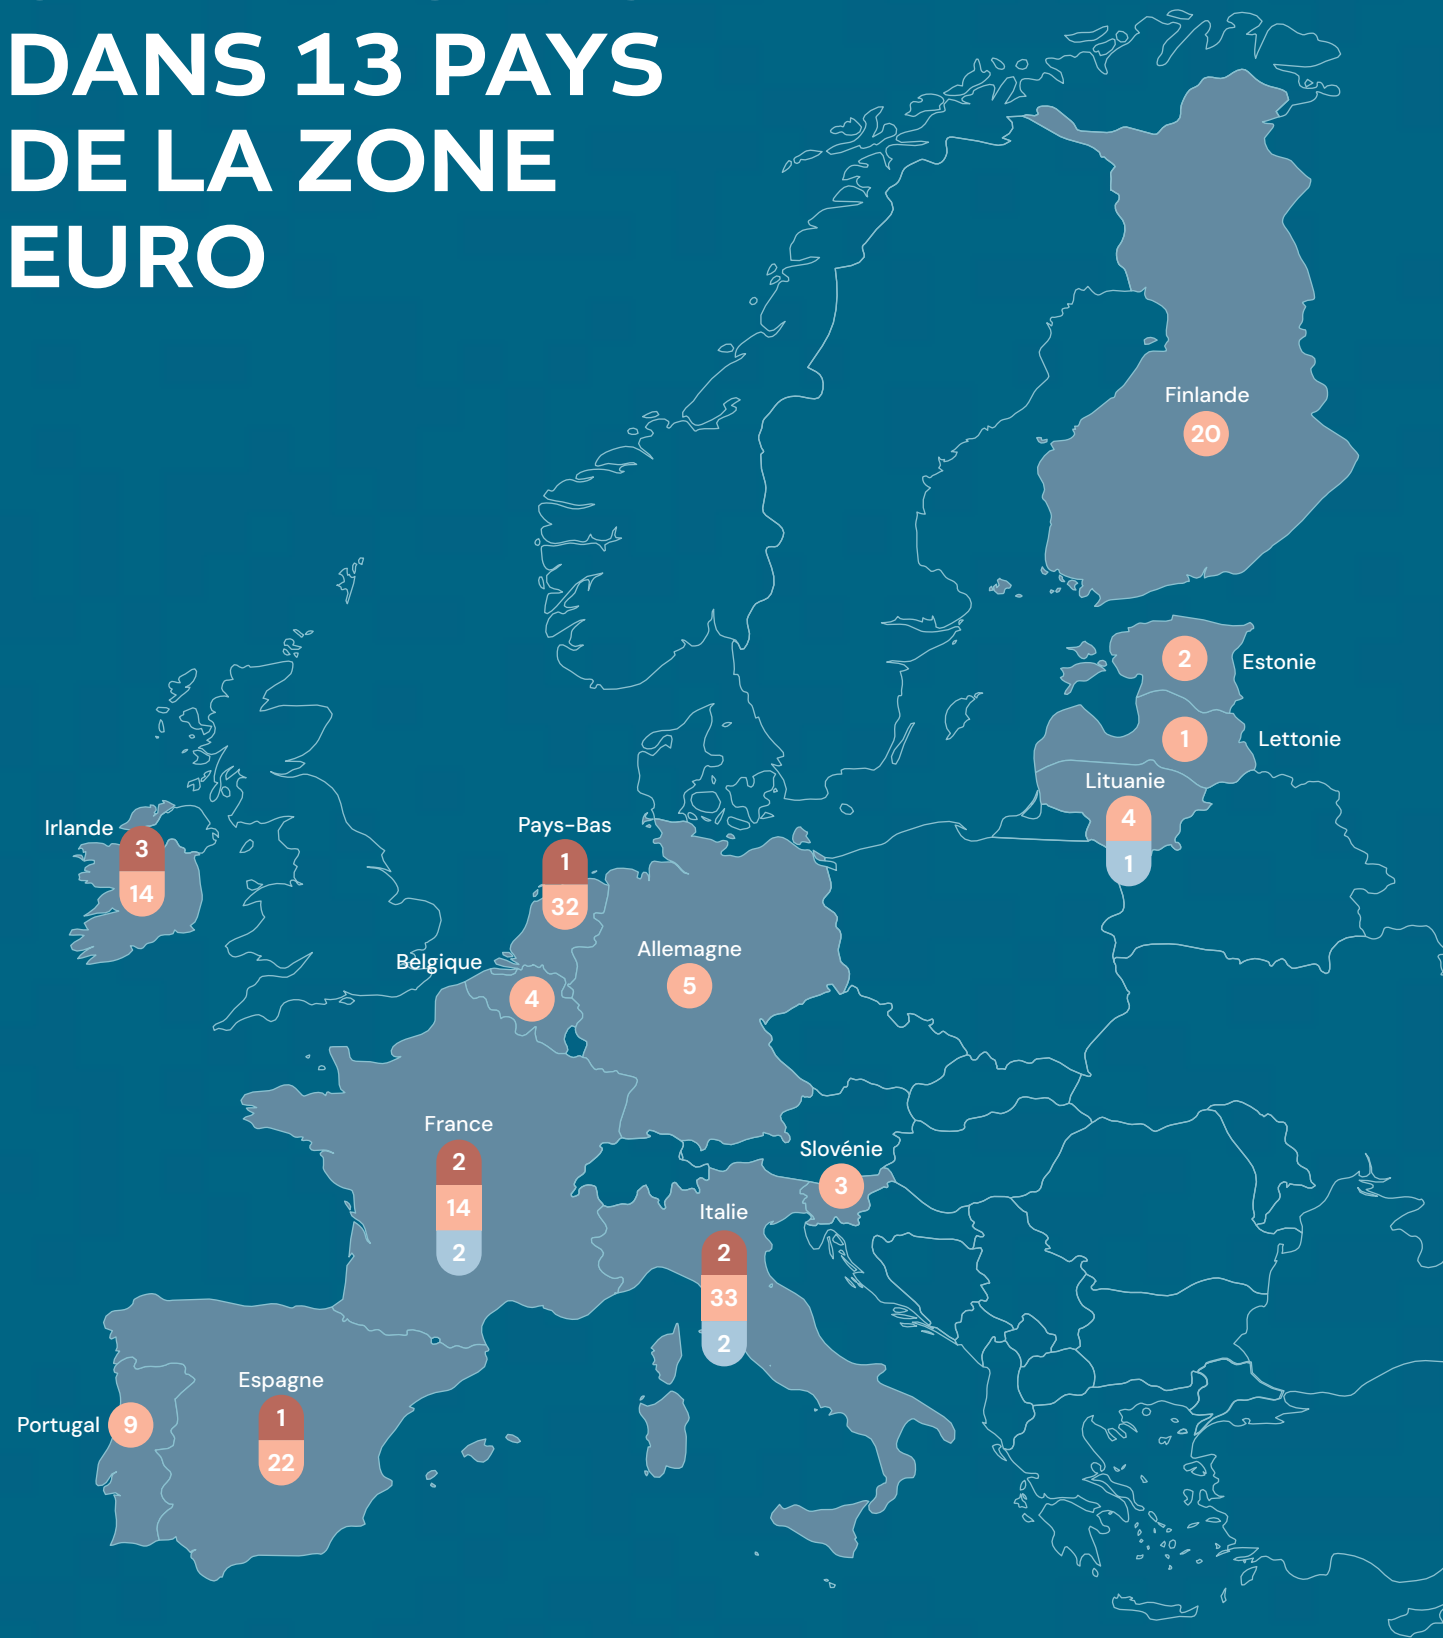 DANS 13 PAYS
DE LA ZONE
EURO
Finlande
20
2
Estonie
1
Lettonie
Lituanie
4
1
Irlande
3
14
Pays-Bas
1
32
Belgique
4
Allemagne
5
France
2
14
2
Slovénie
3
Italie
2
33
2
Espagne
1
22
Portugal
9